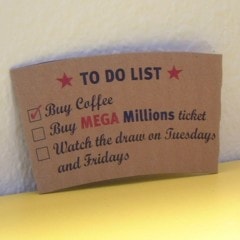 TO DO LIST
Buy Coffee
Buy MEGA Millions ticket
Watch the draw on Tuesdays
and Fridays